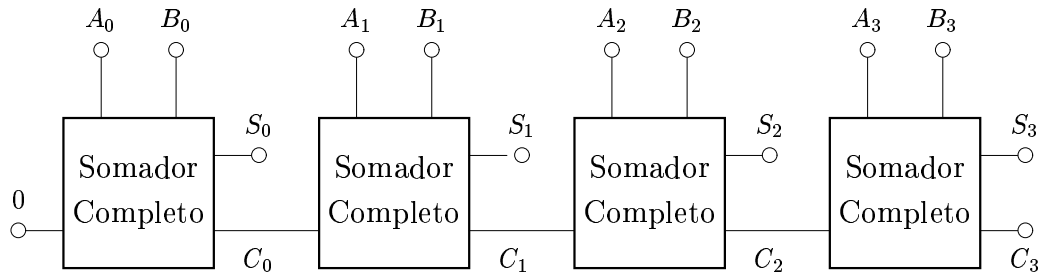 A₀ B₀ A₁ B₁ A₂ B₂ A₃ B₃
S₀ S₁ S₂ S₃
Somador Somador Somador Somador
0
Completo Completo Completo Completo
C₀ C₁ C₂ C₃